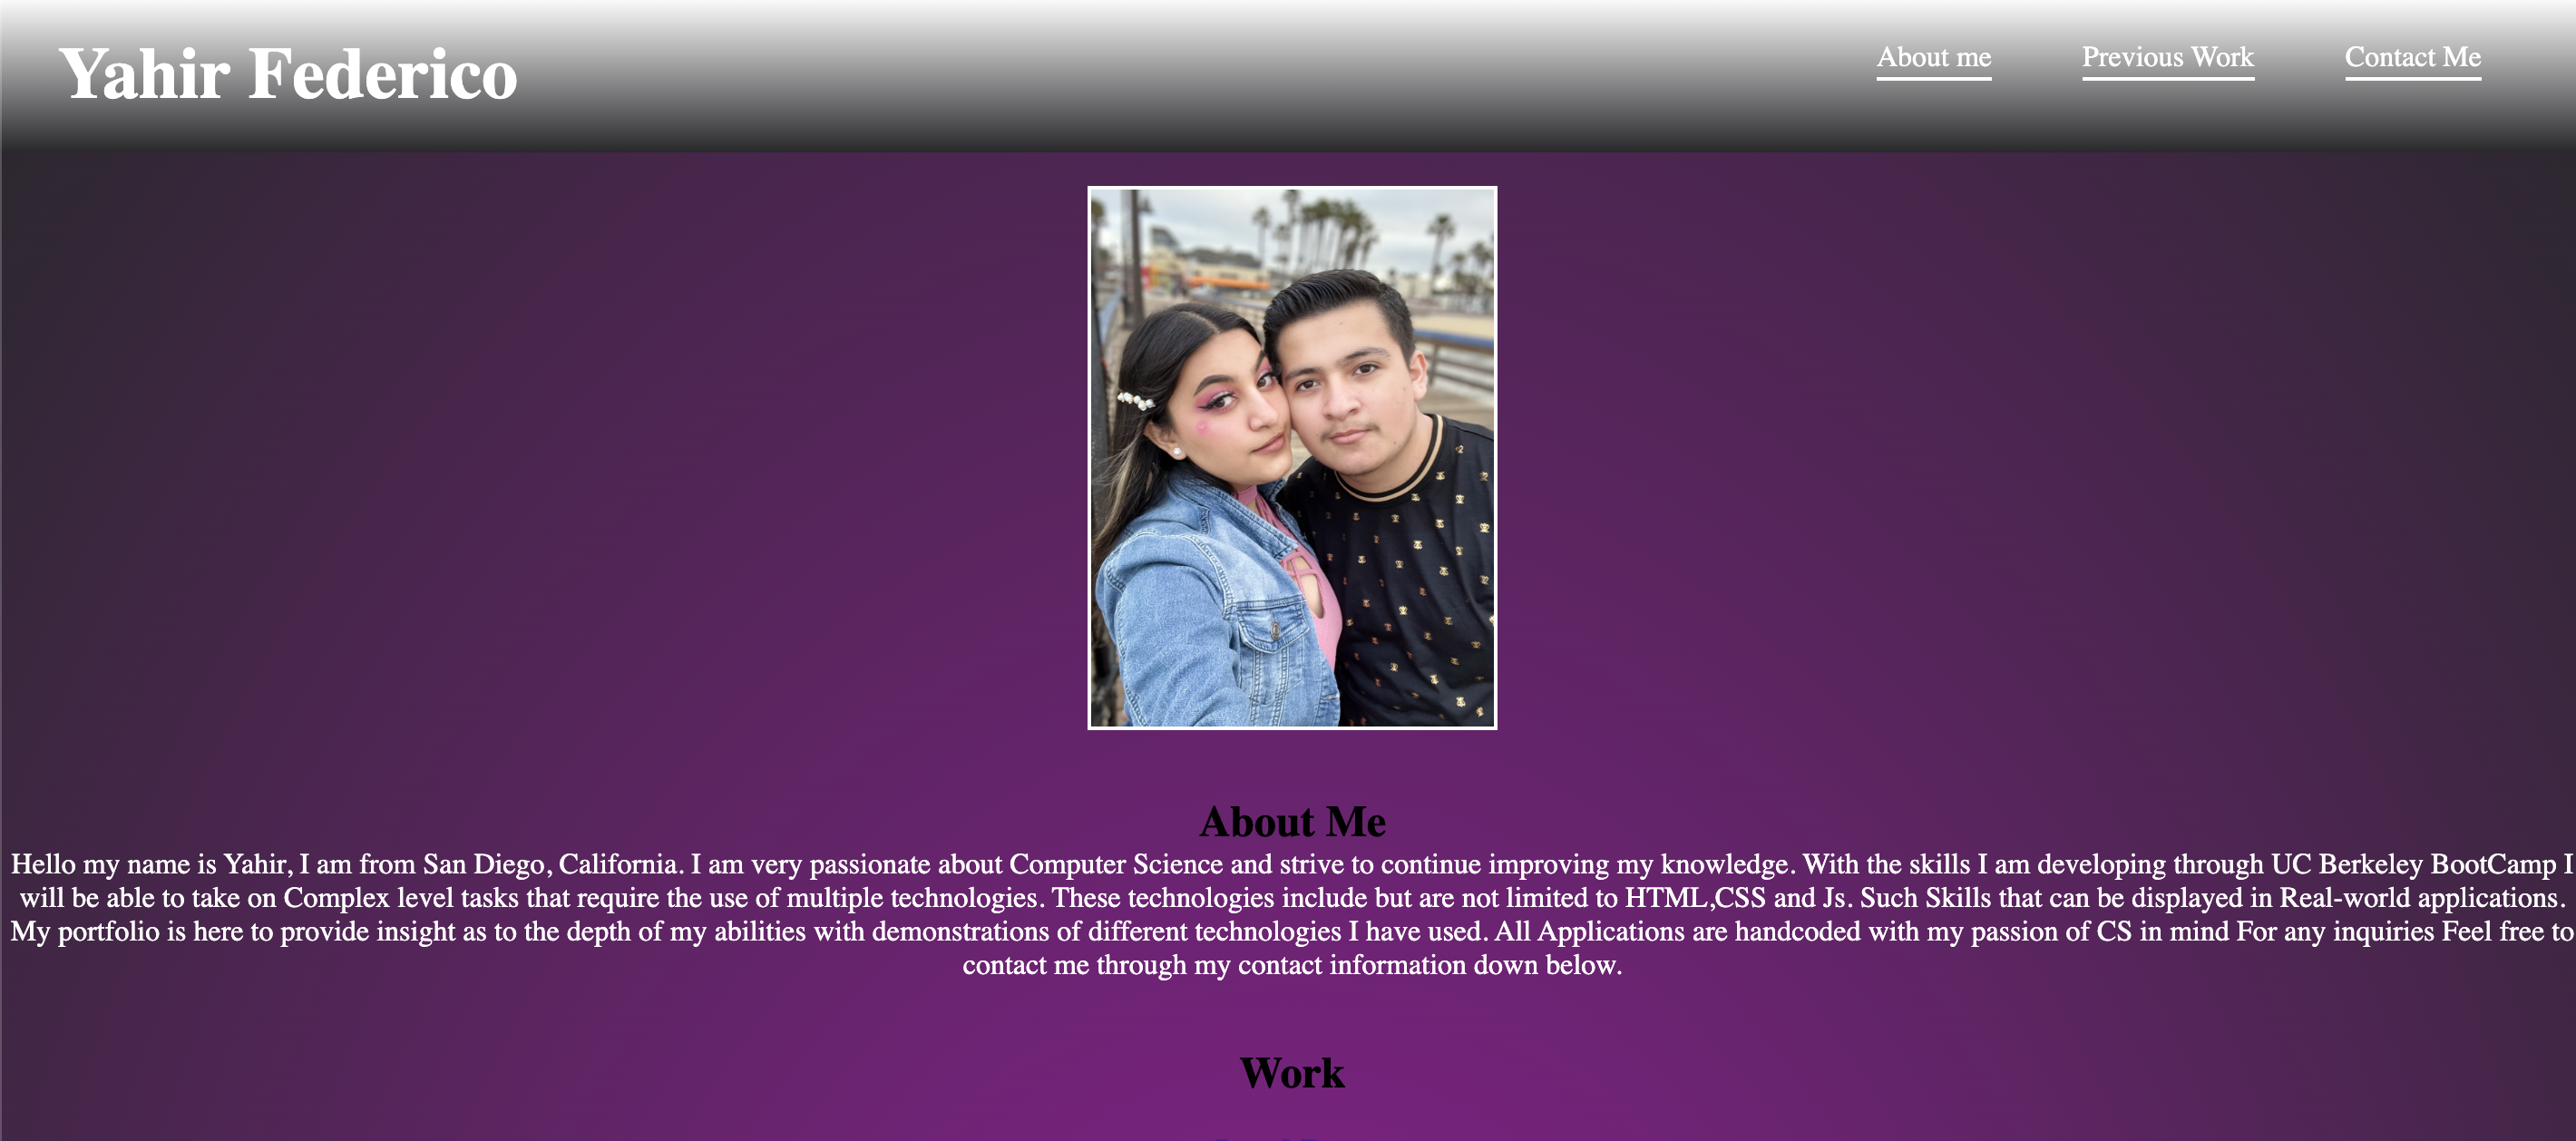 Yahir Federico
About me
Previous Work
Contact Me
About Me
Hello my name is Yahir, I am from San Diego, California. I am very passionate about Computer Science and strive to continue improving my knowledge. With the skills I am developing through UC Berkeley BootCamp I
will be able to take on Complex level tasks that require the use of multiple technologies. These technologies include but are not limited to HTML,CSS and Js. Such Skills that can be displayed in Real-world applications.
My portfolio is here to provide insight as to the depth of my abilities with demonstrations of different technologies I have used. All Applications are handcoded with my passion of CS in mind For any inquiries Feel free to
contact me through my contact information down below.
Work